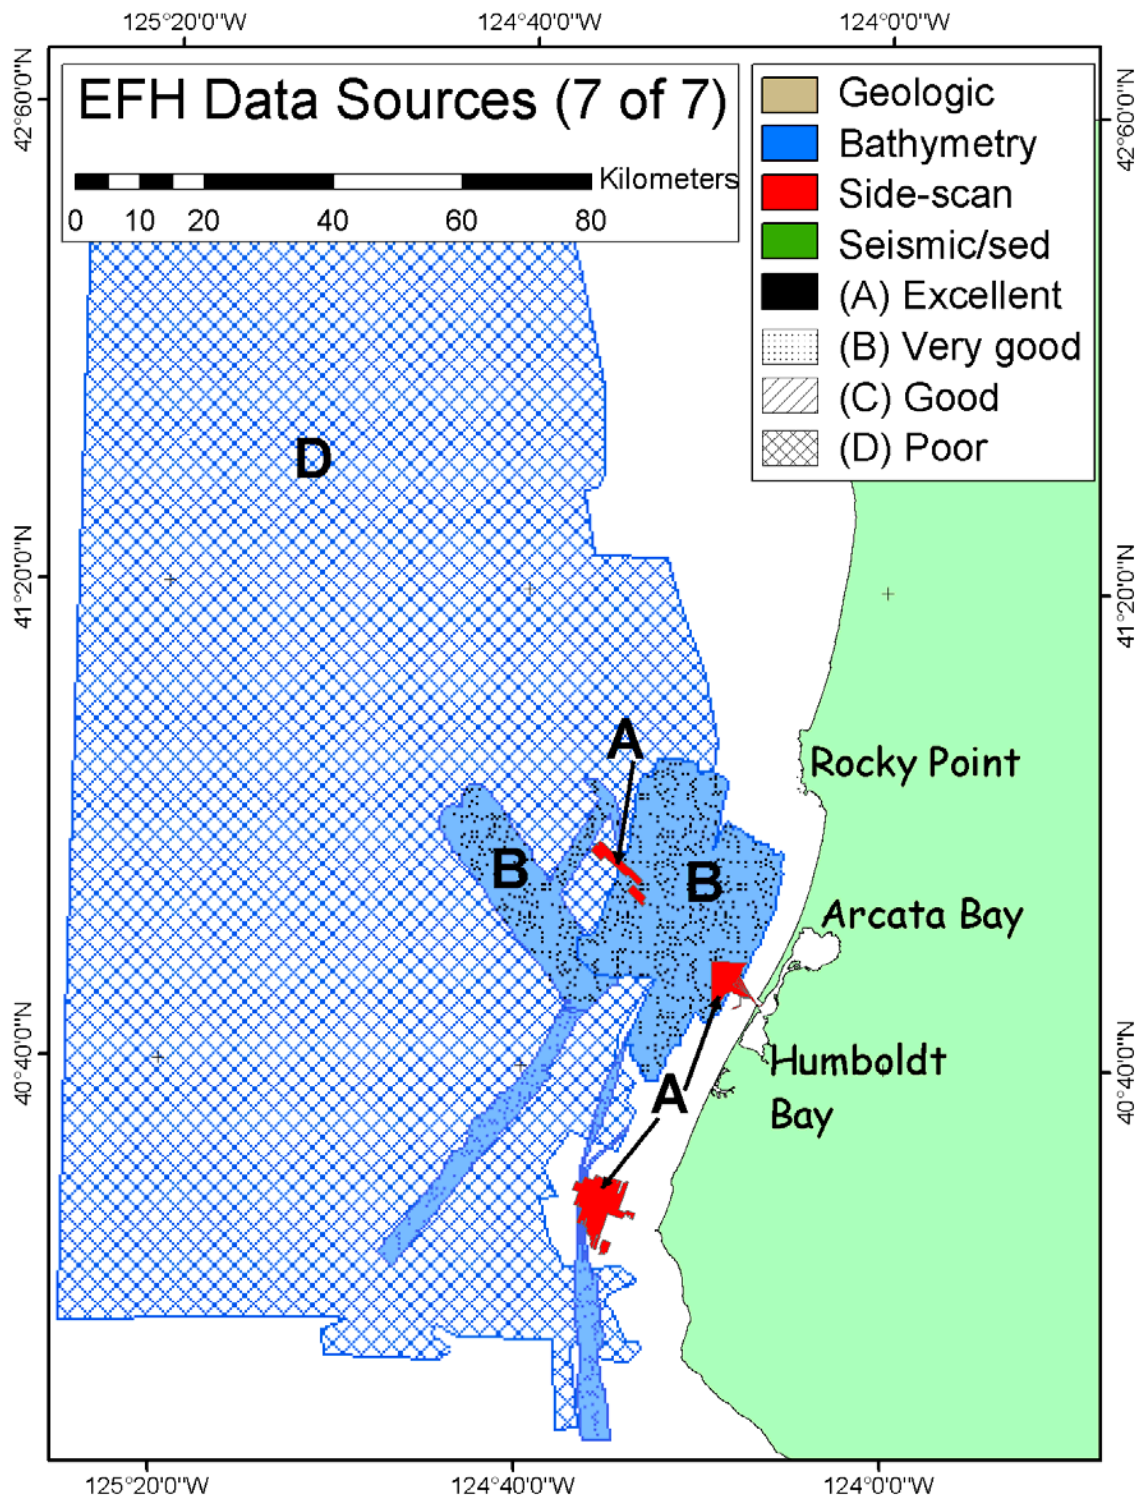 125°20'0"W 124°40'0"W 124°0'0"W
42°60'0"N
42°60'0"N
EFH Data Sources (7 of 7)
Kilometers
0 10 20 40 60 80
Geologic
Bathymetry
Side-scan
Seismic/sed
(A) Excellent
(B) Very good
(C) Good
(D) Poor
D
41°20'0"N
41°20'0"N
A
Rocky Point
B
B
Arcata Bay
40°40'0"N
40°40'0"N
Humboldt
Bay
A
125°20'0"W 124°40'0"W 124°0'0"W